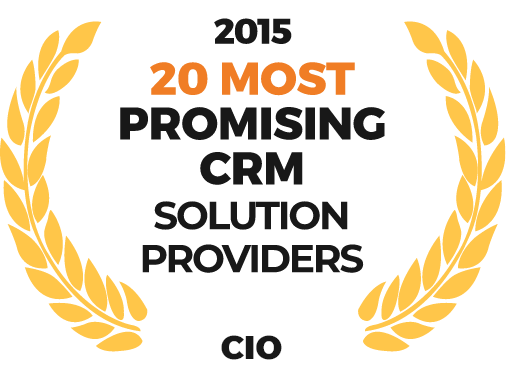 2015
20 MOST
PROMISING
CRM
SOLUTION
PROVIDERS
CIO